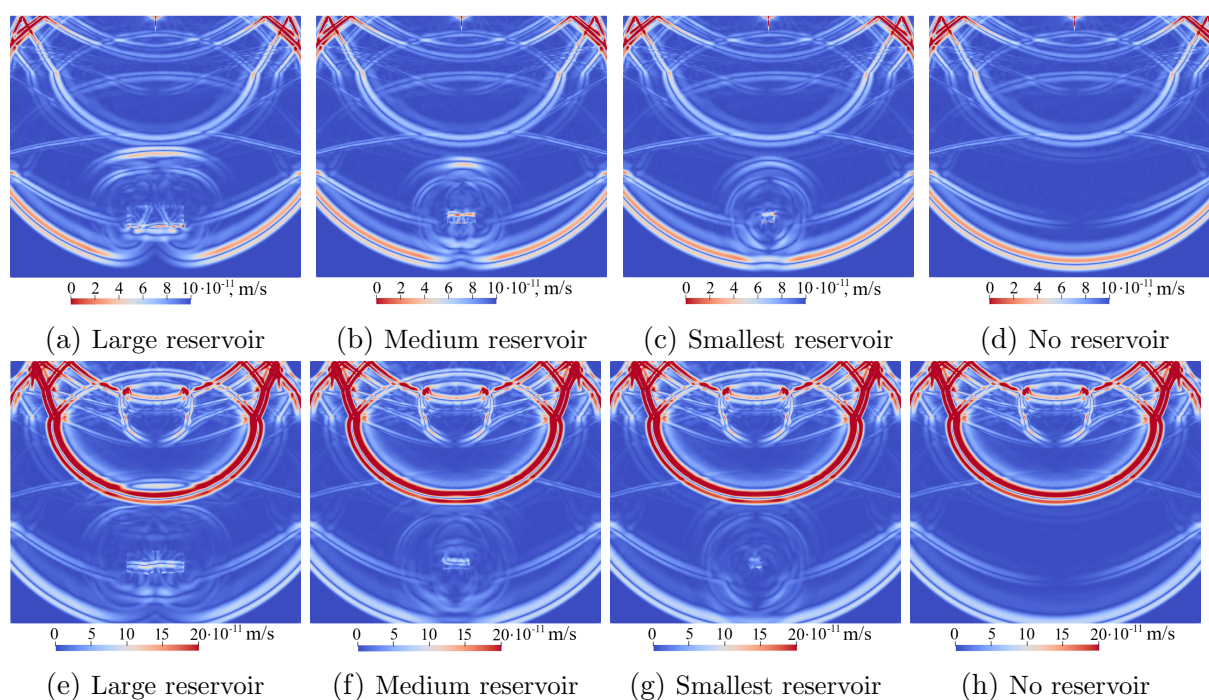 0 2 4 6 8 10·10⁻¹¹, m/s 0 2 4 6 8 10·10⁻¹¹, m/s 0 2 4 6 8 10·10⁻¹¹, m/s 0 2 4 6 8 10·10⁻¹¹, m/s
(a) Large reservoir (b) Medium reservoir (c) Smallest reservoir (d) No reservoir
0 5 10 15 20·10⁻¹¹ m/s 0 5 10 15 20·10⁻¹¹ m/s 0 5 10 15 20·10⁻¹¹ m/s 0 5 10 15 20·10⁻¹¹ m/s
(e) Large reservoir (f) Medium reservoir (g) Smallest reservoir (h) No reservoir